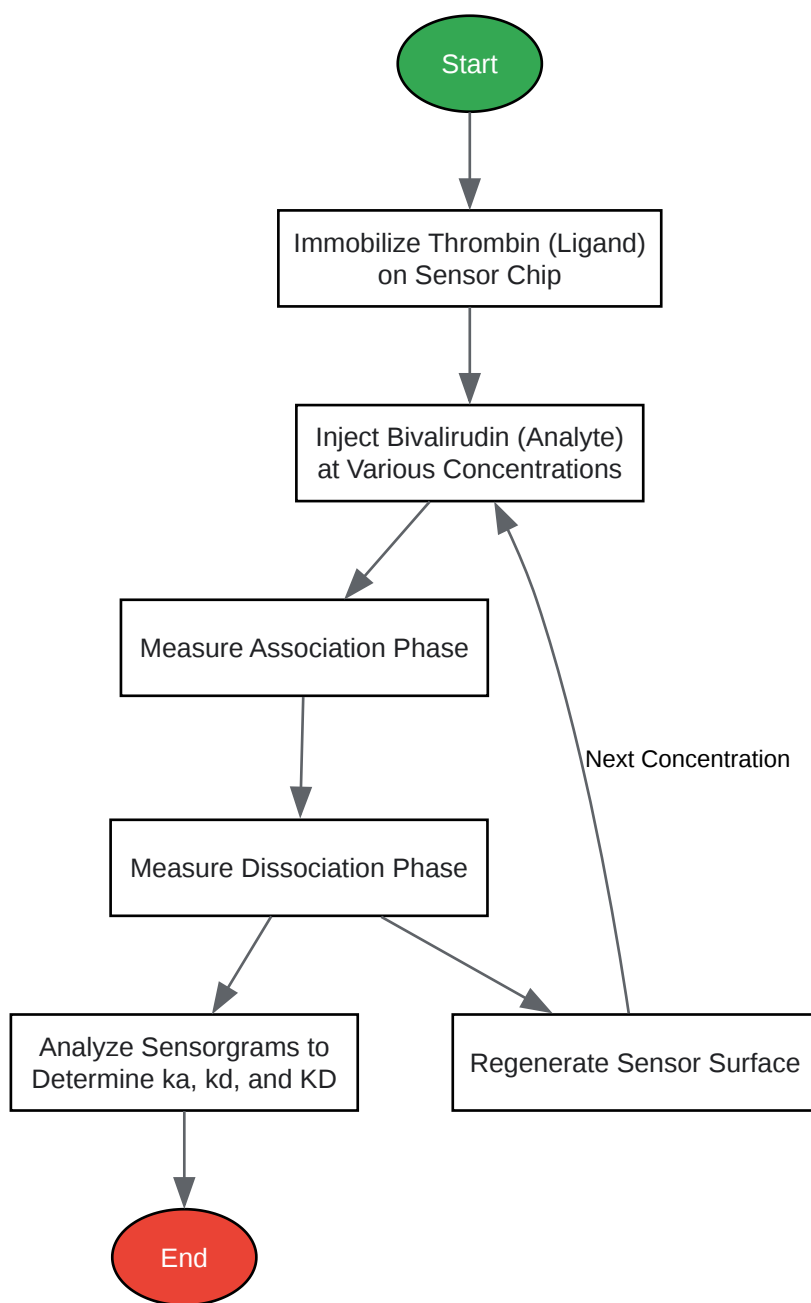 Start
Immobilize Thrombin (Ligand)
on Sensor Chip
Inject Bivalirudin (Analyte)
at Various Concentrations
Measure Association Phase
Next Concentration
Measure Dissociation Phase
Analyze Sensorgrams to
Determine ka, kd, and KD
Regenerate Sensor Surface
End